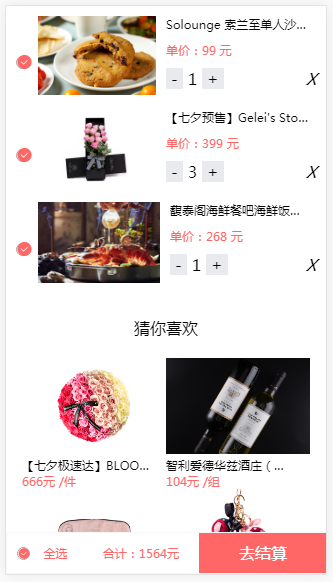 Solounge 索兰至单人沙...
单价：99 元
- 1 +
X
【七夕预售】Gelei's Sto...
单价：399 元
- 3 +
X
馥泰阁海鲜餐吧海鲜饭...
单价：268 元
- 1 +
X
猜你喜欢
【七夕极速达】BLOO...
666元 /件
智利爱德华兹酒庄（...
104元 /组
全选
合计：1564元
去结算